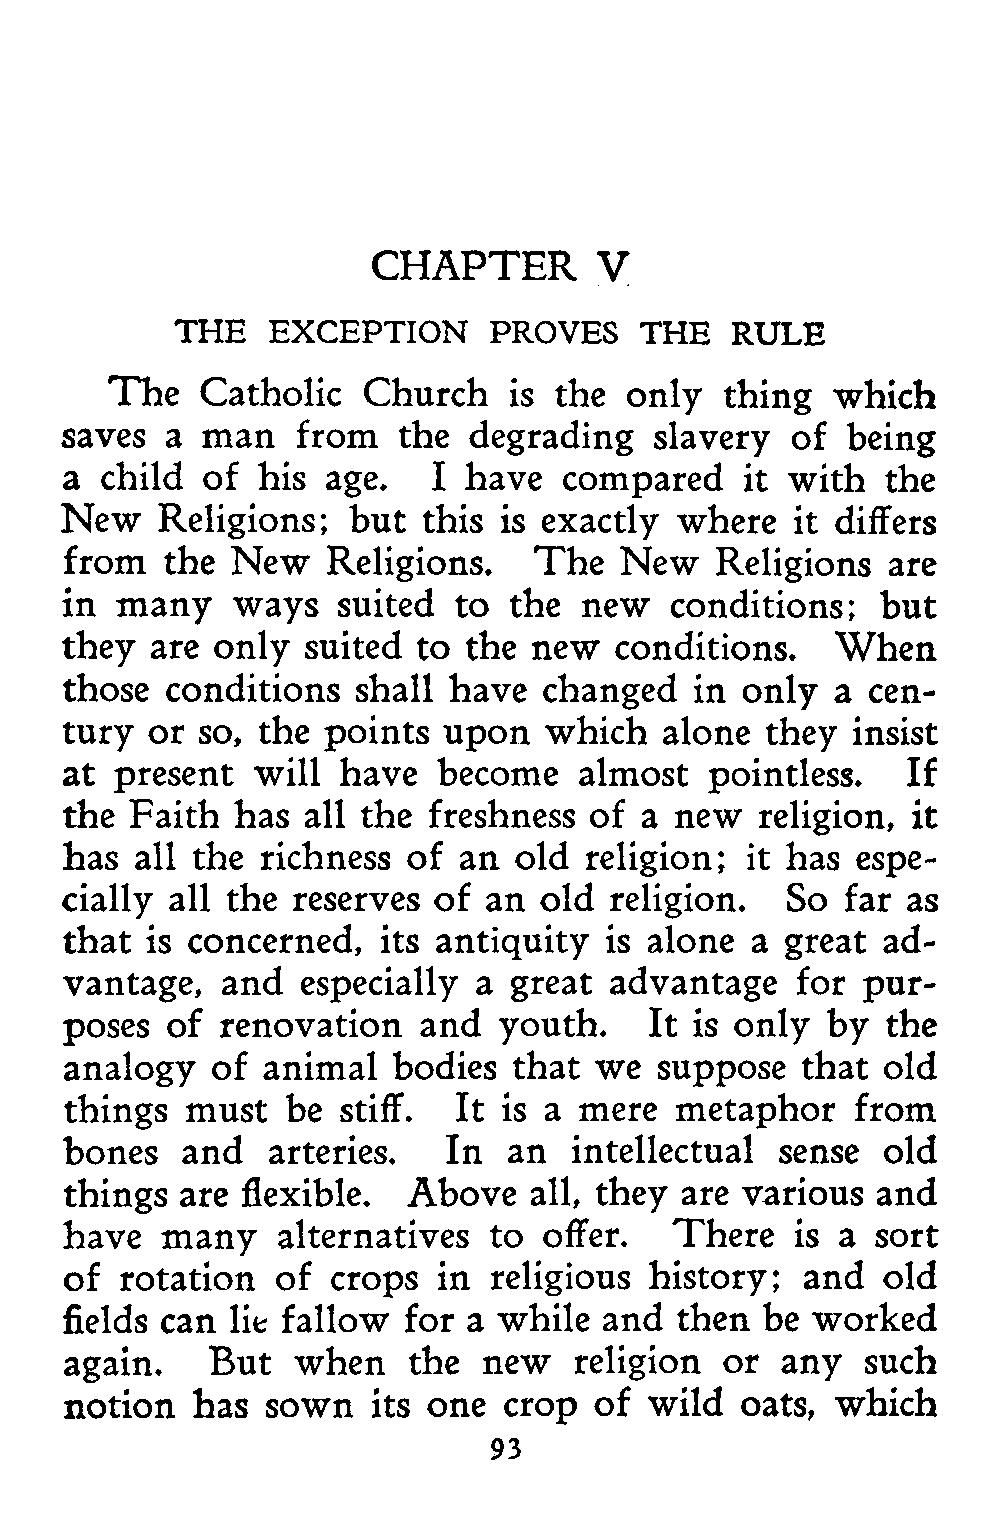 CHAPTER V
THE EXCEPTION PROVES THE RULE
The Catholic Church is the only thing which
saves a man from the degrading slavery of being
a child of his age. I have compared it with the
New Religions; but this is exactly where it differs
from the New Religions. The New Religions are
in many ways suited to the new conditions; but
they are only suited to the new conditions. When
those conditions shall have changed in only a cen-
tury or so, the points upon which alone they insist
at present will have become almost pointless. If
the Faith has all the freshness of a new religion, it
has all the richness of an old religion; it has espe-
cially all the reserves of an old religion. So far as
that is concerned, its antiquity is alone a great ad-
vantage, and especially a great advantage for pur-
poses of renovation and youth. It is only by the
analogy of animal bodies that we suppose that old
things must be stiff. It is a mere metaphor from
bones and arteries. In an intellectual sense old
things are flexible. Above all, they are various and
have many alternatives to offer. There is a sort
of rotation of crops in religious history; and old
fields can lie fallow for a while and then be worked
again. But when the new religion or any such
notion has sown its one crop of wild oats, which
93